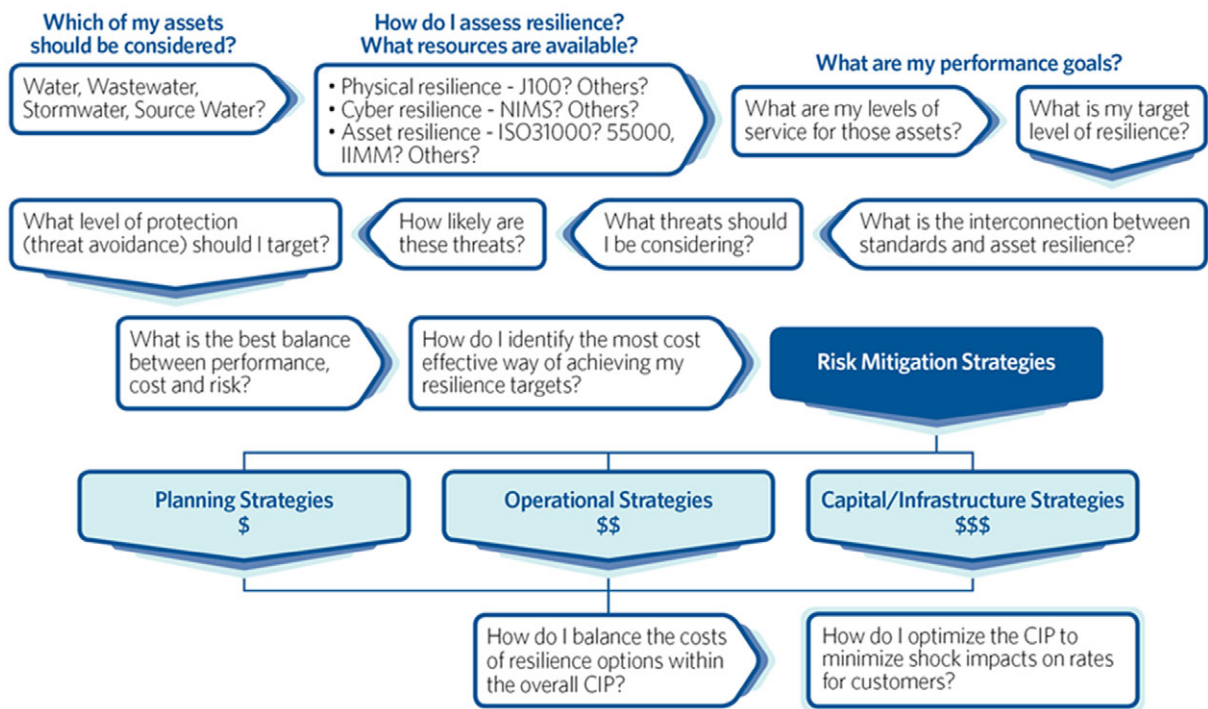 Which of my assets
should be considered?
Water, Wastewater,
Stormwater, Source Water?
How do I assess resilience?
What resources are available?
• Physical resilience - J100? Others?
• Cyber resilience - NIMS? Others?
• Asset resilience - ISO31000? 55000,
IIMM? Others?
What are my performance goals?
What are my levels of
service for those assets?
What is my target
level of resilience?
What is the interconnection between
standards and asset resilience?
What threats should
I be considering?
How likely are
these threats?
What level of protection
(threat avoidance) should I target?
What is the best balance
between performance,
cost and risk?
How do I identify the most cost
effective way of achieving my
resilience targets?
Risk Mitigation Strategies
Planning Strategies
$
Operational Strategies
$$
Capital/Infrastructure Strategies
$$$
How do I balance the costs
of resilience options within
the overall CIP?
How do I optimize the CIP to
minimize shock impacts on rates
for customers?